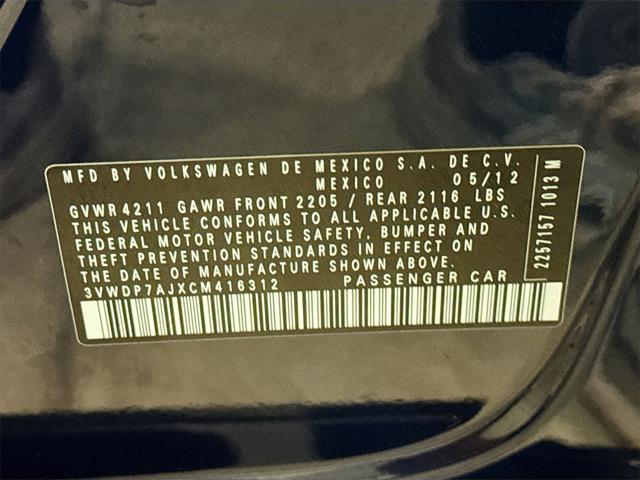 MFD BY VOLKSWAGEN DE MEXICO S.A. DE C.V.
MEXICO 05/12
GVWR 4211 GAWR FRONT 2205 / REAR 2116 LBS
THIS VEHICLE CONFORMS TO ALL APPLICABLE U.S.
FEDERAL MOTOR VEHICLE SAFETY, BUMPER AND
THEFT PREVENTION STANDARDS IN EFFECT ON
THE DATE OF MANUFACTURE SHOWN ABOVE.
3VWDP7AJXCM416312 PASSENGER CAR
2257157 1013 M